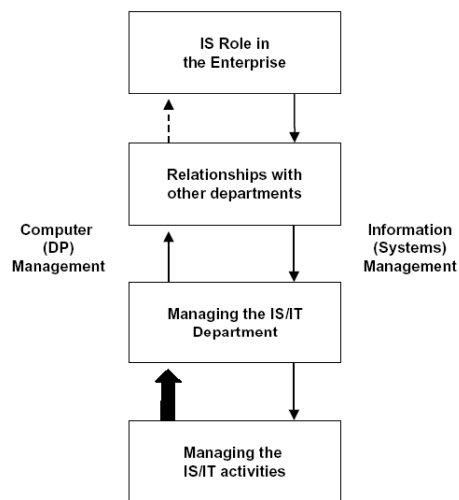 IS Role in
the Enterprise
Relationships with
other departments
Computer
(DP)
Management
Information
(Systems)
Management
Managing the IS/IT
Department
Managing the
IS/IT activities